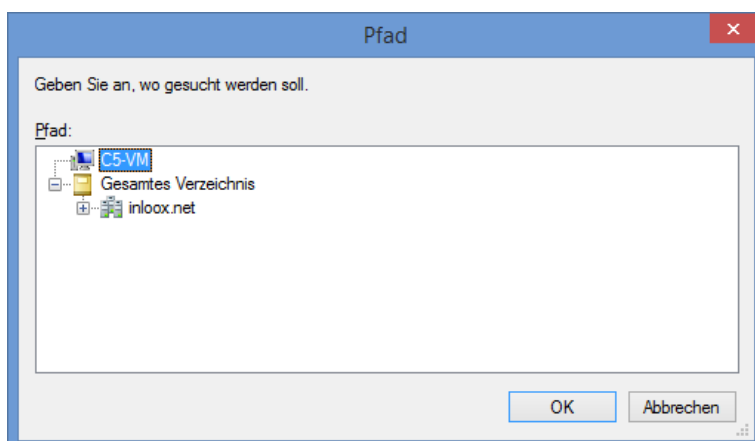 Pfad
Geben Sie an, wo gesucht werden soll.
Pfad:
C5-VM
Gesamtes Verzeichnis
inloox.net
OK Abbrechen